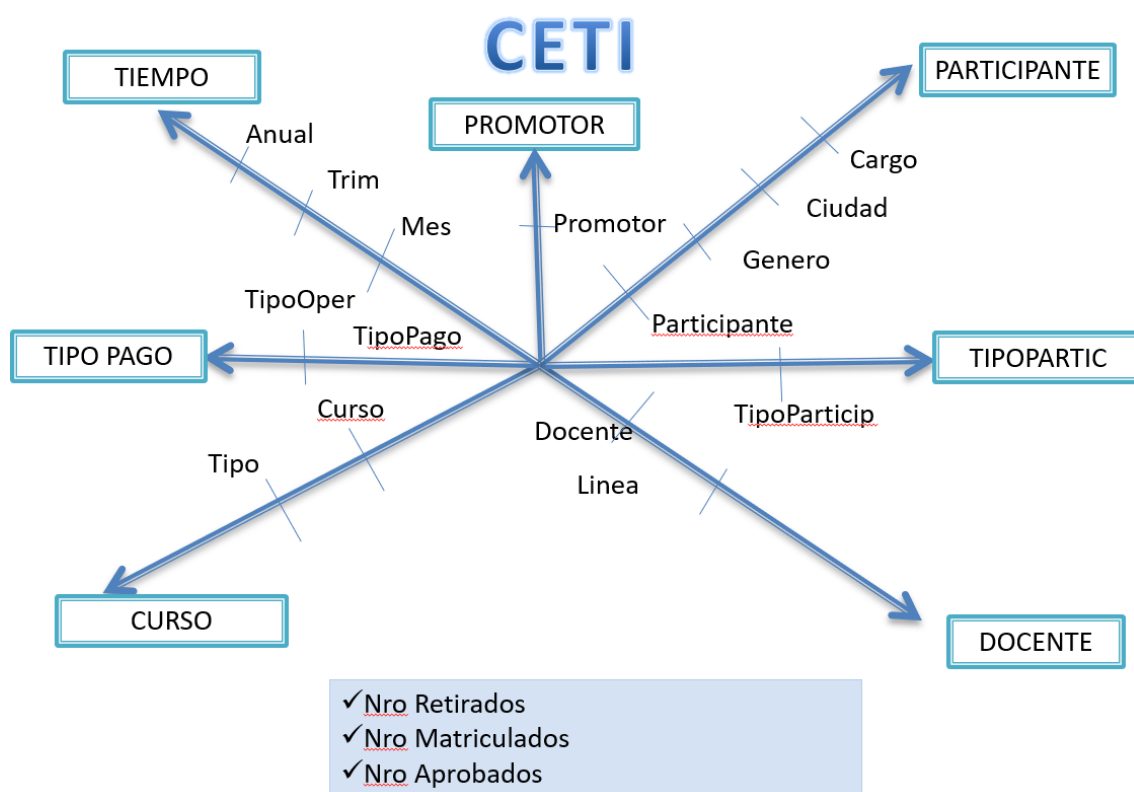 CETI
TIEMPO
PARTICIPANTE
PROMOTOR
Anual
Trim
Mes
Promotor
Cargo
Ciudad
Genero
TipoOper
TipoPago
Participante
TIPO PAGO
TIPOPARTIC
Curso
Tipo
Docente
Linea
TipoParticip
CURSO
DOCENTE
✓Nro Retirados
✓Nro Matriculados
✓Nro Aprobados